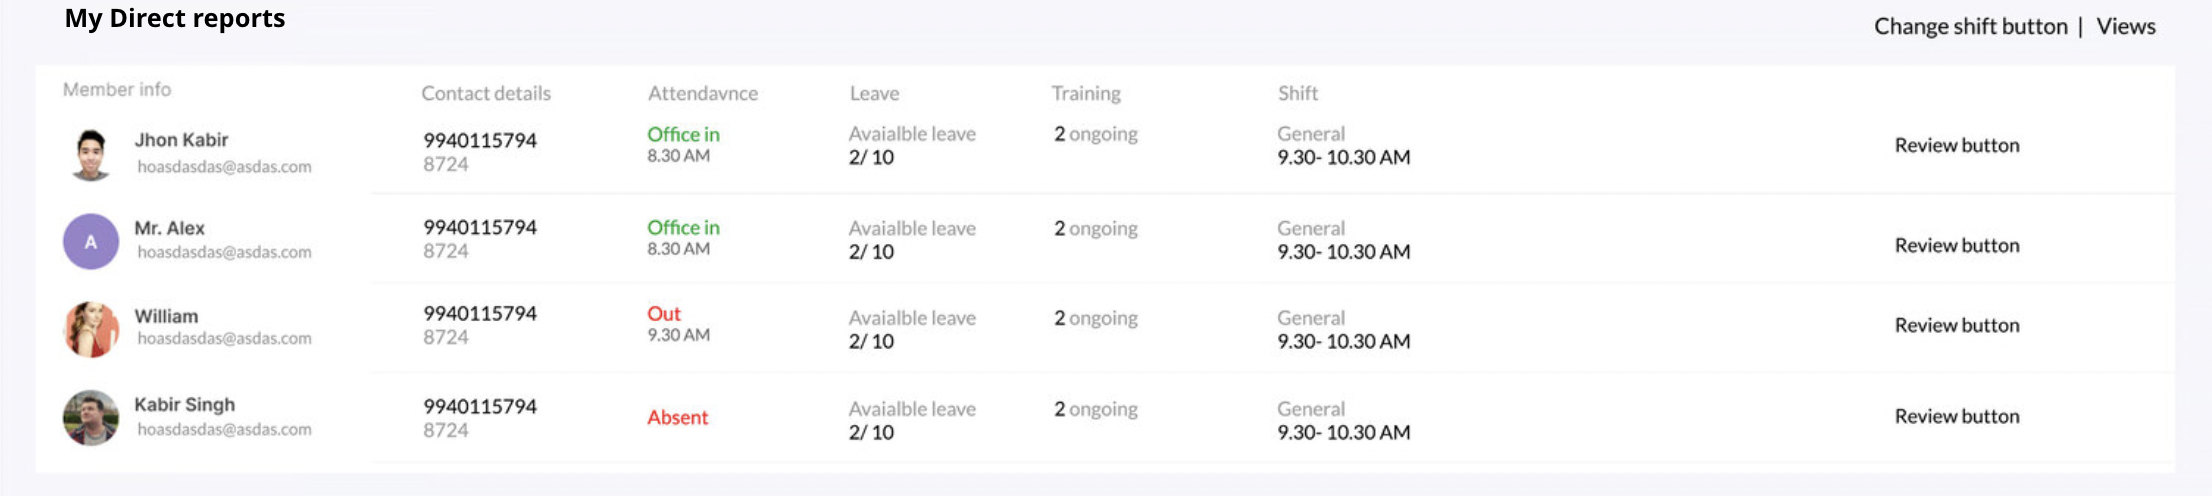 My Direct reports
Change shift button | Views
Member info Contact details Attendavnce Leave Training Shift
Jhon Kabir 9940115794 Office in Avaialble leave 2 ongoing General Review button
hoasdasdas@asdas.com 8724 8.30 AM 2/ 10 9.30- 10.30 AM
A Mr. Alex 9940115794 Office in Avaialble leave 2 ongoing General Review button
hoasdasdas@asdas.com 8724 8.30 AM 2/ 10 9.30- 10.30 AM
William 9940115794 Out Avaialble leave 2 ongoing General Review button
hoasdasdas@asdas.com 8724 9.30 AM 2/ 10 9.30- 10.30 AM
Kabir Singh 9940115794 Absent Avaialble leave 2 ongoing General Review button
hoasdasdas@asdas.com 8724 2/ 10 9.30- 10.30 AM